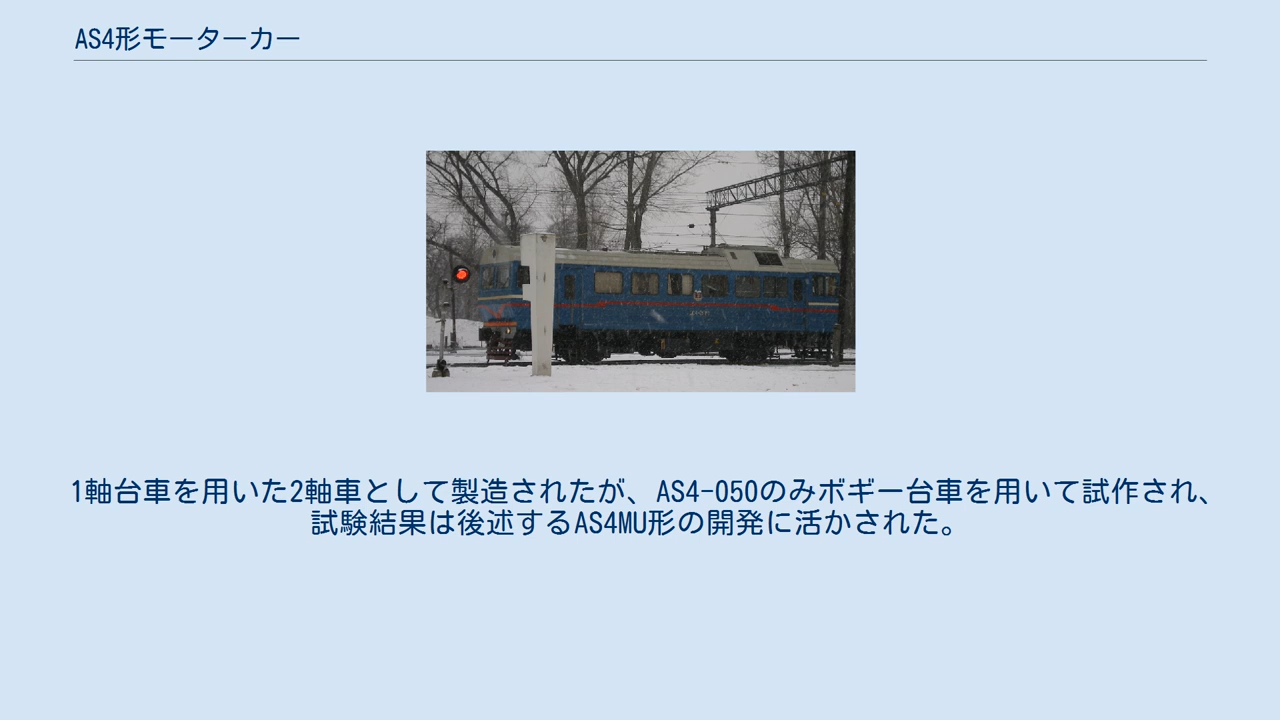 AS4形モーターカー
1軸台車を用いた2軸車として製造されたが、AS4-050のみボギー台車を用いて試作され、
試験結果は後述するAS4MU形の開発に活かされた。